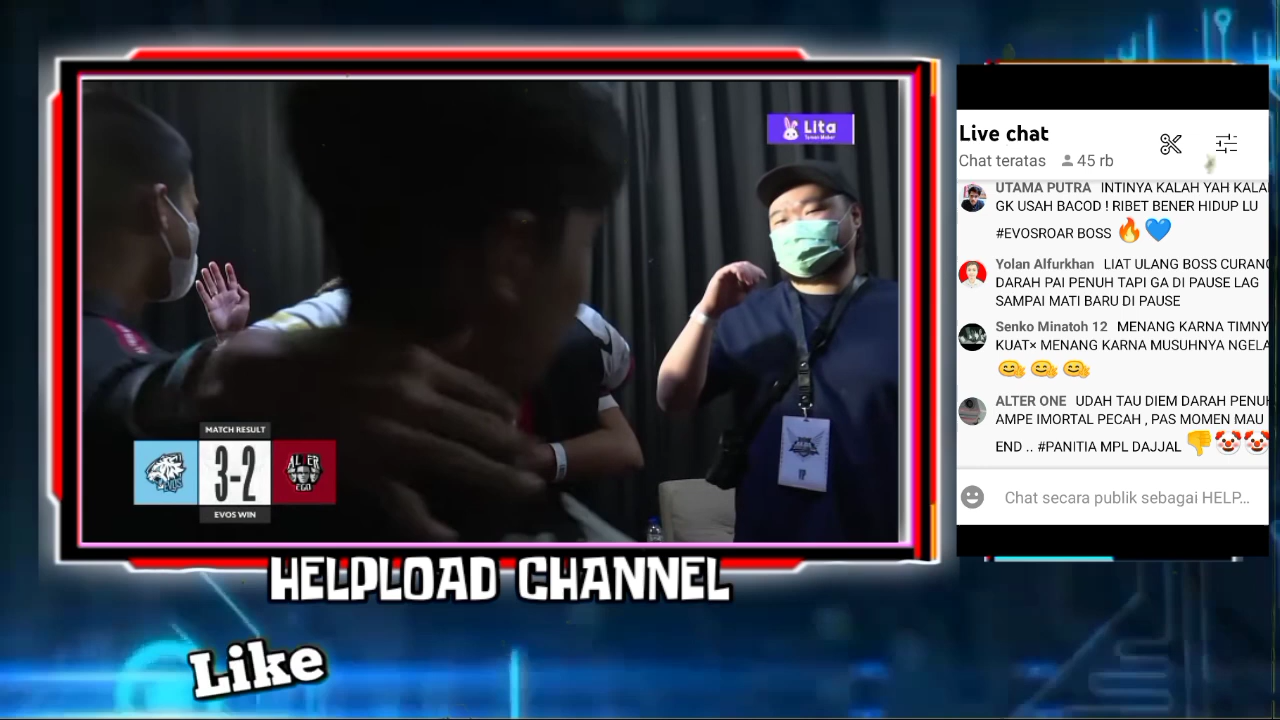 Lita
MATCH RESULT
EVOS
3-2
ALTER
EGO
EVOS WIN
VIP
HELPLOAD CHANNEL
Like
Live chat
Chat teratas 45 rb
UTAMA PUTRA INTINYA KALAH YAH KALA
GK USAH BACOD ! RIBET BENER HIDUP LU
#EVOSROAR BOSS 🔥💙
Yolan Alfurkhan LIAT ULANG BOSS CURANG
DARAH PAI PENUH TAPI GA DI PAUSE LAG
SAMPAI MATI BARU DI PAUSE
Senko Minatoh 12 MENANG KARNA TIMNY
KUAT× MENANG KARNA MUSUHNYA NGELA
ALTER ONE UDAH TAU DIEM DARAH PENUH
AMPE IMORTAL PECAH , PAS MOMEN MAU
END .. #PANITIA MPL DAJJAL 👎🤡🤡
Chat secara publik sebagai HELP...